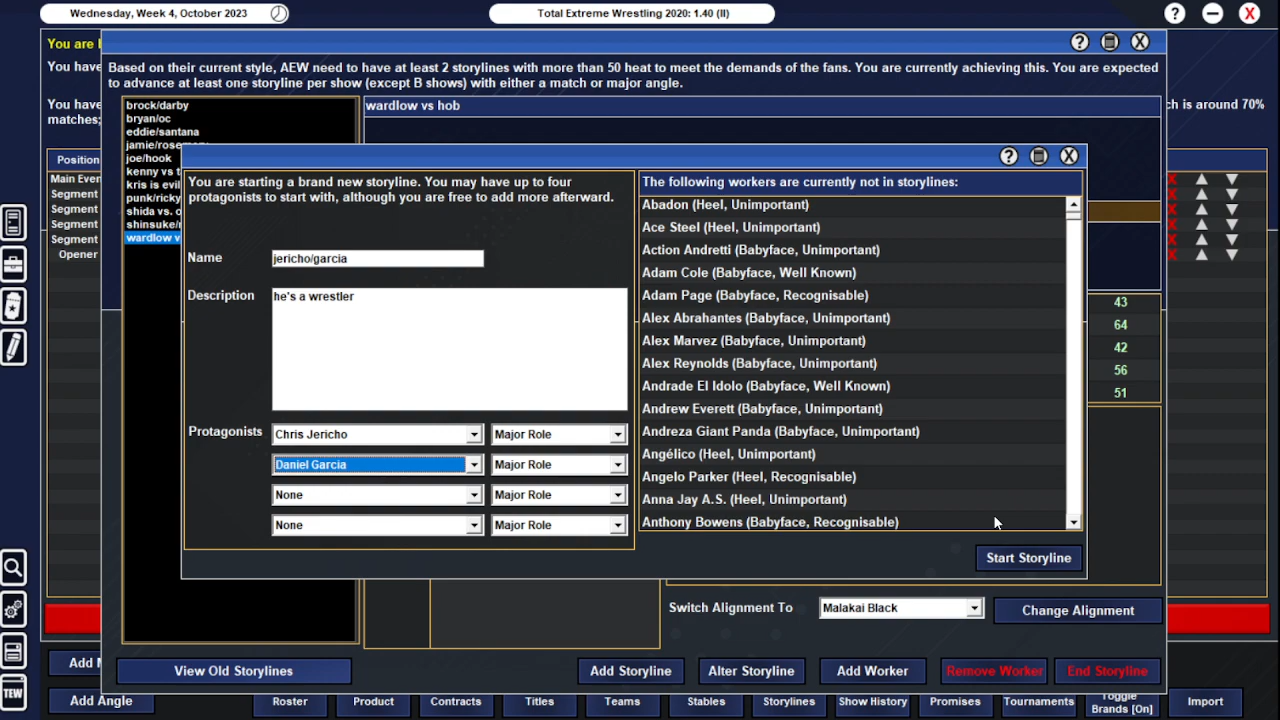 Wednesday, Week 4, October 2023
Total Extreme Wrestling 2020: 1.40 (II)
You are
You have
You have
matches;
ch is around 70%
Based on their current style, AEW need to have at least 2 storylines with more than 50 heat to meet the demands of the fans. You are currently achieving this. You are expected
to advance at least one storyline per show (except B shows) with either a match or major angle.
brock/darby
bryan/oc
eddie/santana
jamie/rosemary
joe/hook
kenny vs t
kris is evil
punk/ricky
shida vs. o
shinsuke/
wardlow v
wardlow vs hob
Position
Main Even
Segment
Segment
Segment
Segment
Opener
You are starting a brand new storyline. You may have up to four
protagonists to start with, although you are free to add more afterward.
Name
jericho/garcia
Description
he's a wrestler
Protagonists
Chris Jericho
Major Role
Daniel Garcia
Major Role
None
Major Role
None
Major Role
The following workers are currently not in storylines:
Abadon (Heel, Unimportant)
Ace Steel (Heel, Unimportant)
Action Andretti (Babyface, Unimportant)
Adam Cole (Babyface, Well Known)
Adam Page (Babyface, Recognisable)
Alex Abrahantes (Babyface, Unimportant)
Alex Marvez (Babyface, Unimportant)
Alex Reynolds (Babyface, Unimportant)
Andrade El Idolo (Babyface, Well Known)
Andrew Everett (Babyface, Unimportant)
Andreza Giant Panda (Babyface, Unimportant)
Angélico (Heel, Unimportant)
Angelo Parker (Heel, Recognisable)
Anna Jay A.S. (Heel, Unimportant)
Anthony Bowens (Babyface, Recognisable)
Start Storyline
43
64
42
56
51
Switch Alignment To
Malakai Black
Change Alignment
View Old Storylines
Add Storyline
Alter Storyline
Add Worker
Remove Worker
End Storyline
Add M
Add Angle
Roster
Product
Contracts
Titles
Teams
Stables
Storylines
Show History
Promises
Tournaments
Toggle
Brands [On]
Import
TEW